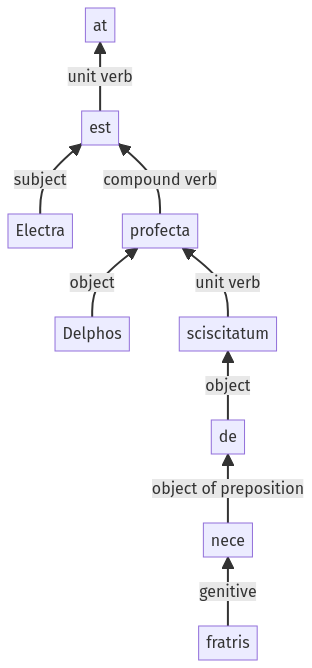 at
unit verb
est
subject
compound verb
Electra
profecta
object
unit verb
Delphos
sciscitatum
object
de
object of preposition
nece
genitive
fratris